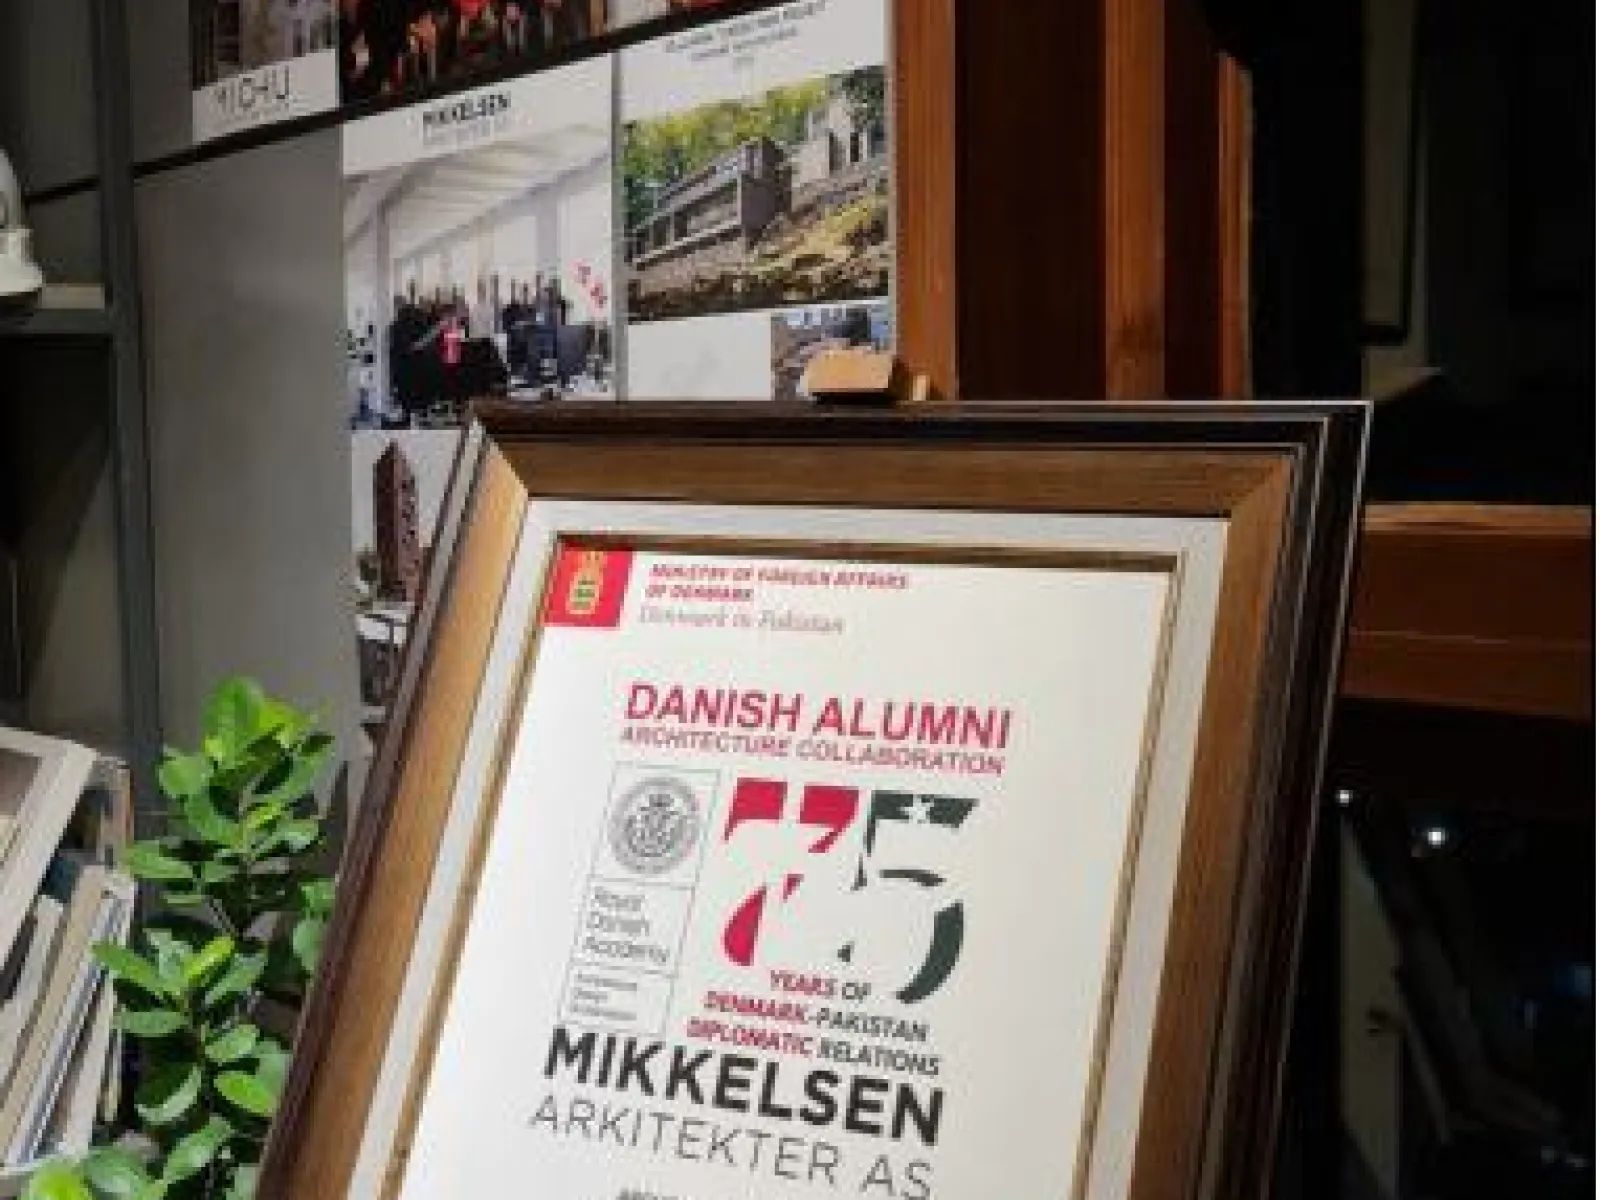 MIKKELSEN
MINISTRY OF FOREIGN AFFAIRS
OF DENMARK
Denmark in Pakistan
DANISH ALUMNI
ARCHITECTURE COLLABORATION
75
Royal
Danish
Academy
YEARS OF
DENMARK-PAKISTAN
DIPLOMATIC RELATIONS
MIKKELSEN
ARKITEKTER AS